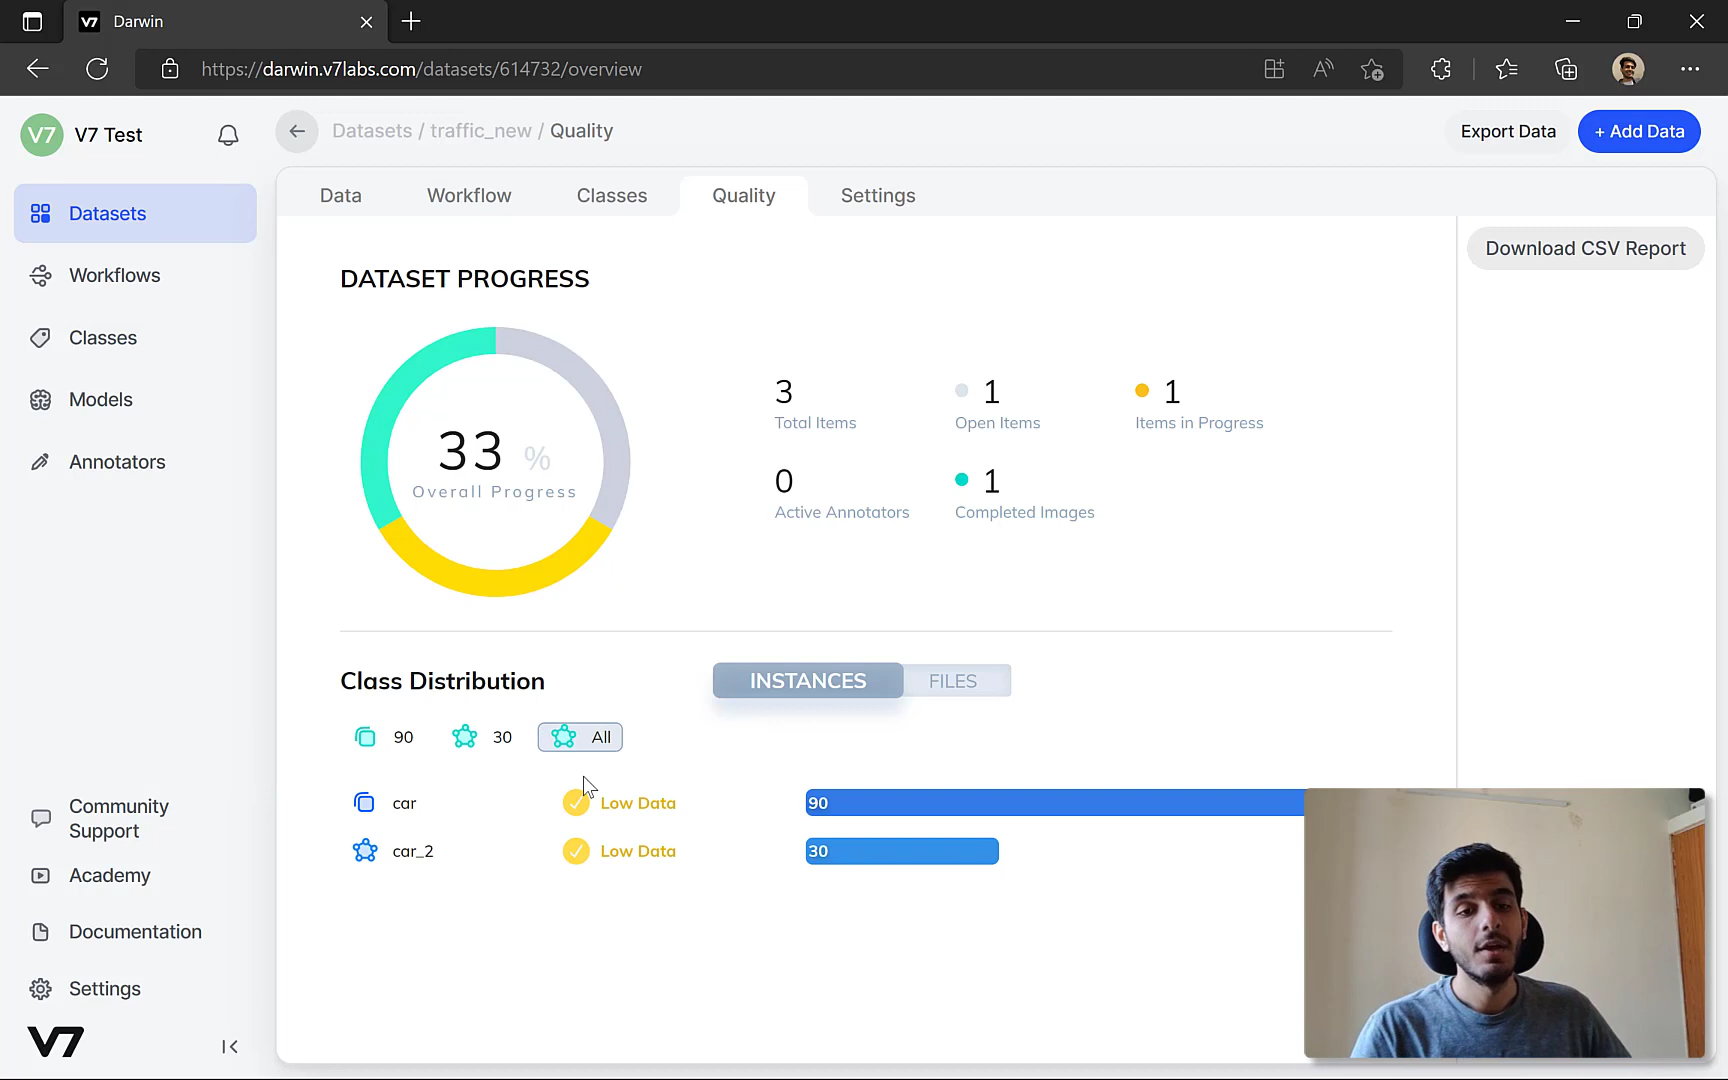 V7 Darwin
https://darwin.v7labs.com/datasets/614732/overview
V7 V7 Test
Datasets / traffic_new / Quality
Export Data
+ Add Data
Datasets
Workflows
Classes
Models
Annotators
Community
Support
Academy
Documentation
Settings
V7
Data Workflow Classes Quality Settings
Download CSV Report
DATASET PROGRESS
33 %
Overall Progress
3
Total Items
1
Open Items
1
Items in Progress
0
Active Annotators
1
Completed Images
Class Distribution
INSTANCES FILES
90 30 All
car Low Data 90
car_2 Low Data 30